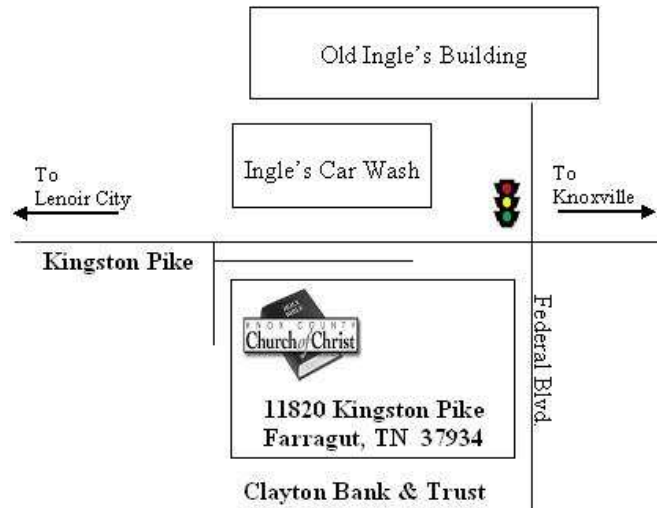 Old Ingle's Building
Ingle's Car Wash
To
Lenoir City
To
Knoxville
Kingston Pike
Federal Blvd.
HOLY
BIBLE
KNOX COUNTY
Church of Christ
11820 Kingston Pike
Farragut, TN 37934
Clayton Bank & Trust